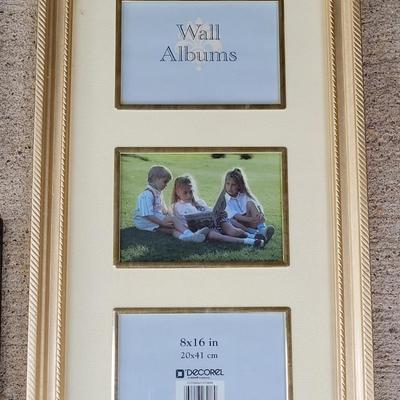 Wall
Albums
8x16 in
20x41 cm
DECOREL